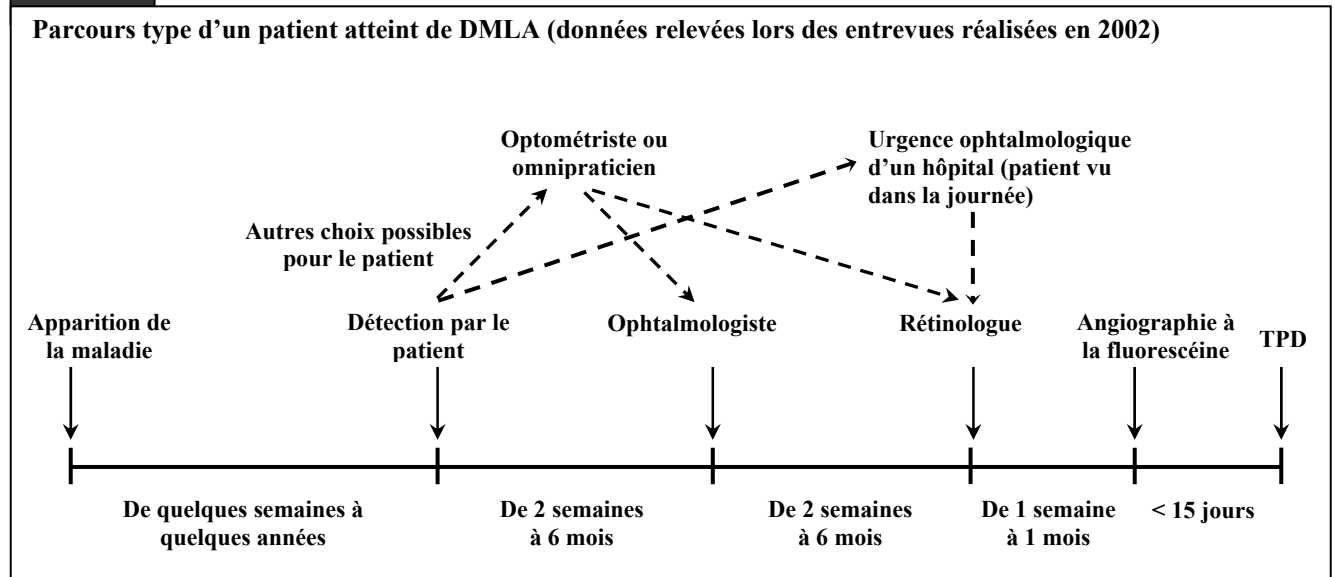 Parcours type d’un patient atteint de DMLA (données relevées lors des entrevues réalisées en 2002)
Optométriste ou
omnipraticien
Urgence ophtalmologique
d’un hôpital (patient vu
dans la journée)
Autres choix possibles
pour le patient
Apparition de
la maladie
Détection par le
patient
Ophtalmologiste
Rétinologue
Angiographie à
la fluorescéine
TPD
De quelques semaines à
quelques années
De 2 semaines
à 6 mois
De 2 semaines
à 6 mois
De 1 semaine
à 1 mois
< 15 jours